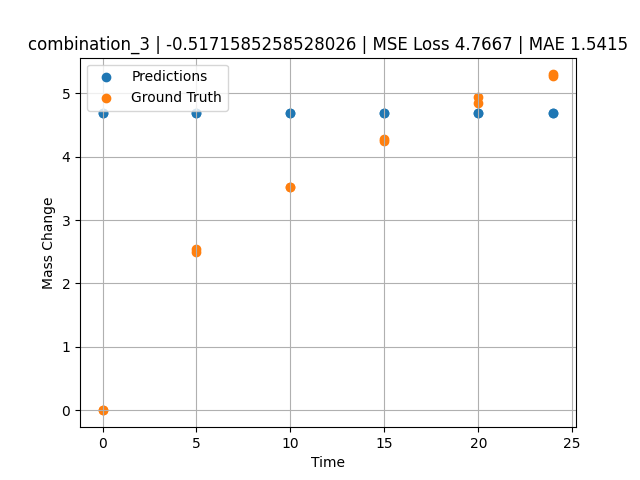 combination_3 | -0.5171585258528026 | MSE Loss 4.7667 | MAE 1.5415
Predictions
Ground Truth
5
4
3
2
1
0
Mass Change
0 5 10 15 20 25
Time